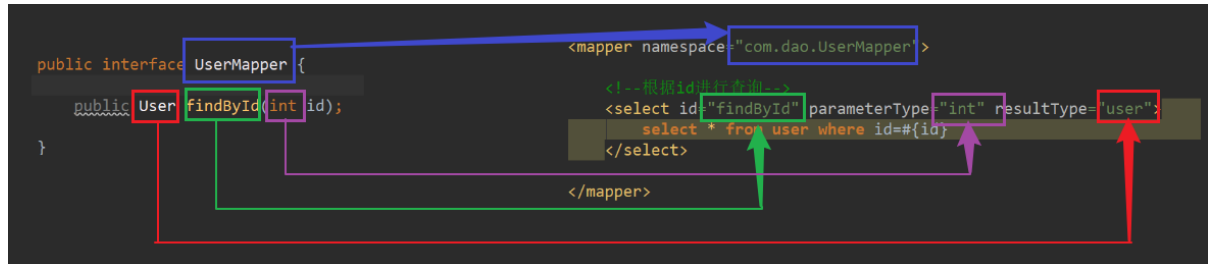 public interface UserMapper {
public User findById(int id);
}
<mapper namespace="com.dao.UserMapper">
<!--根据id进行查询-->
<select id="findById" parameterType="int" resultType="user">
select * from user where id=#{id}
</select>
</mapper>